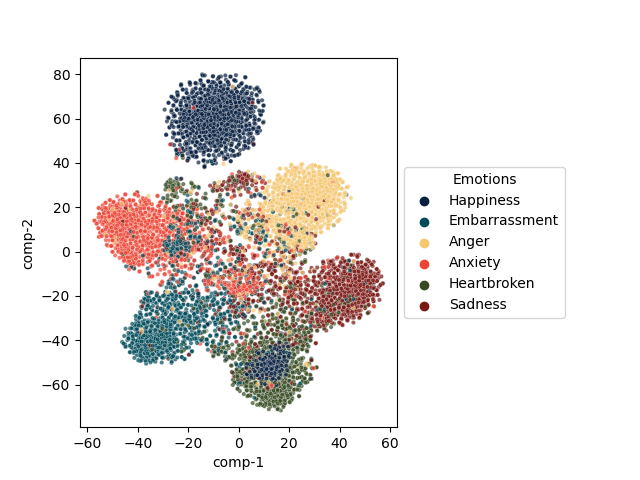 80
60
40
20
0
−20
−40
−60
comp-2
−60 −40 −20 0 20 40 60
comp-1
Emotions
Happiness
Embarrassment
Anger
Anxiety
Heartbroken
Sadness